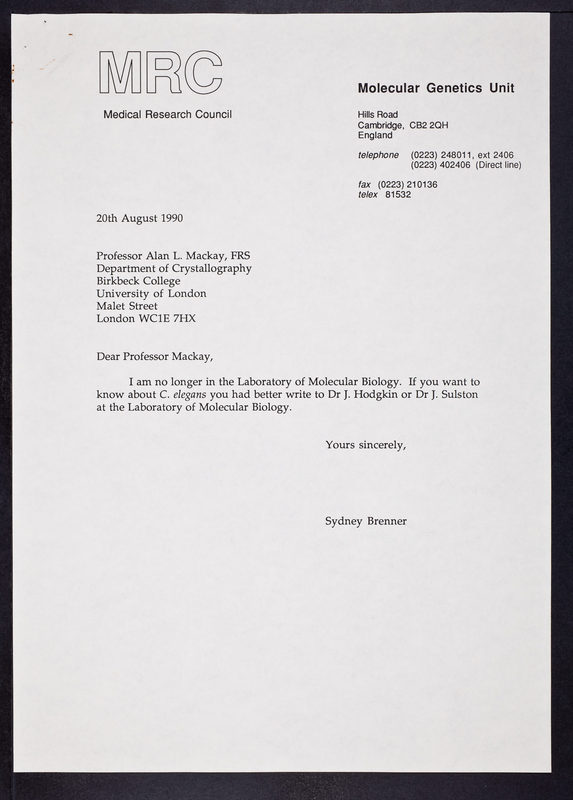 MRC
Medical Research Council
Molecular Genetics Unit
Hills Road
Cambridge, CB2 2QH
England
telephone (0223) 248011, ext 2406
(0223) 402406 (Direct line)
fax (0223) 210136
telex 81532
20th August 1990
Professor Alan L. Mackay, FRS
Department of Crystallography
Birkbeck College
University of London
Malet Street
London WC1E 7HX
Dear Professor Mackay,
I am no longer in the Laboratory of Molecular Biology. If you want to
know about C. elegans you had better write to Dr J. Hodgkin or Dr J. Sulston
at the Laboratory of Molecular Biology.
Yours sincerely,
Sydney Brenner